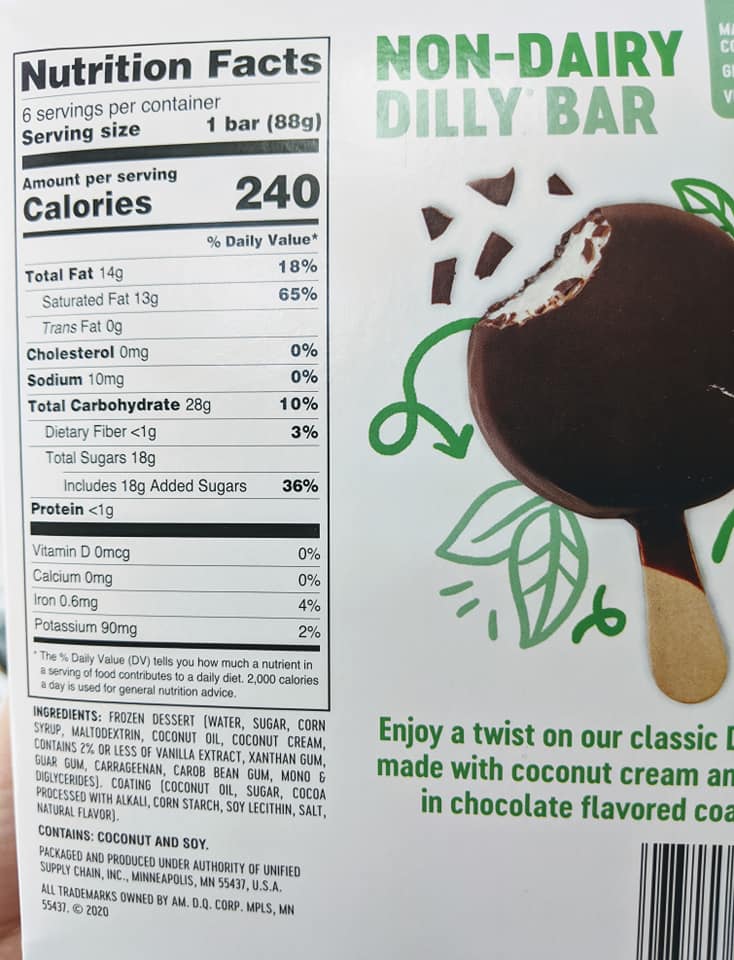 Nutrition Facts
6 servings per container
Serving size 1 bar (88g)
Amount per serving
Calories 240
% Daily Value*
Total Fat 14g 18%
Saturated Fat 13g 65%
Trans Fat 0g
Cholesterol 0mg 0%
Sodium 10mg 0%
Total Carbohydrate 28g 10%
Dietary Fiber <1g 3%
Total Sugars 18g
Includes 18g Added Sugars 36%
Protein <1g
Vitamin D 0mcg 0%
Calcium 0mg 0%
Iron 0.6mg 4%
Potassium 90mg 2%
* The % Daily Value (DV) tells you how much a nutrient in
a serving of food contributes to a daily diet. 2,000 calories
a day is used for general nutrition advice.
INGREDIENTS: FROZEN DESSERT (WATER, SUGAR, CORN
SYRUP, MALTODEXTRIN, COCONUT OIL, COCONUT CREAM,
CONTAINS 2% OR LESS OF VANILLA EXTRACT, XANTHAN GUM,
GUAR GUM, CARRAGEENAN, CAROB BEAN GUM, MONO &
DIGLYCERIDES). COATING (COCONUT OIL, SUGAR, COCOA
PROCESSED WITH ALKALI, CORN STARCH, SOY LECITHIN, SALT,
NATURAL FLAVOR).
CONTAINS: COCONUT AND SOY.
PACKAGED AND PRODUCED UNDER AUTHORITY OF UNIFIED
SUPPLY CHAIN, INC., MINNEAPOLIS, MN 55437, U.S.A.
ALL TRADEMARKS OWNED BY AM. D.Q. CORP. MPLS, MN
55437. © 2020
NON-DAIRY
DILLY BAR
Enjoy a twist on our classic
made with coconut cream
in chocolate flavored